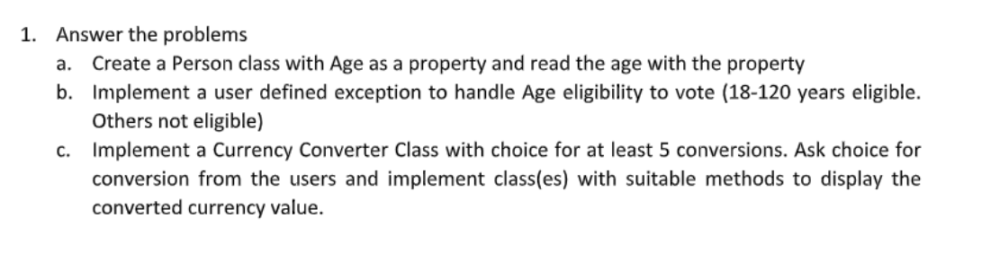 1. Answer the problems
a. Create a Person class with Age as a property and read the age with the property
b. Implement a user defined exception to handle Age eligibility to vote (18-120 years eligible.
Others not eligible)
c. Implement a Currency Converter Class with choice for at least 5 conversions. Ask choice for
conversion from the users and implement class(es) with suitable methods to display the
converted currency value.